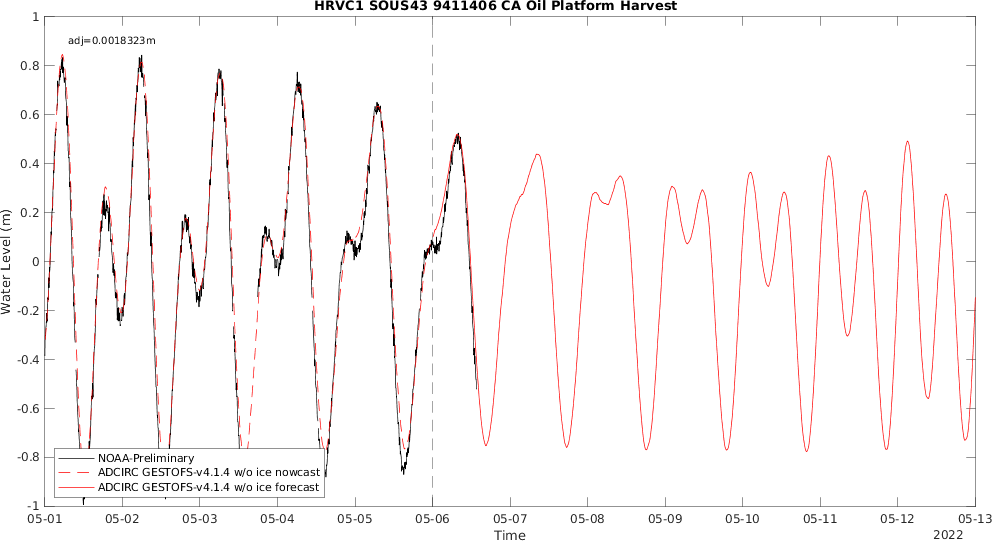 HRVC1 SOUS43 9411406 CA Oil Platform Harvest
adj=0.0018323m
1
0.8
0.6
0.4
0.2
0
-0.2
-0.4
-0.6
-0.8
-1
Water Level (m)
NOAA-Preliminary
ADCIRC GESTOFS-v4.1.4 w/o ice nowcast
ADCIRC GESTOFS-v4.1.4 w/o ice forecast
05-01 05-02 05-03 05-04 05-05 05-06 05-07 05-08 05-09 05-10 05-11 05-12 05-13
Time
2022